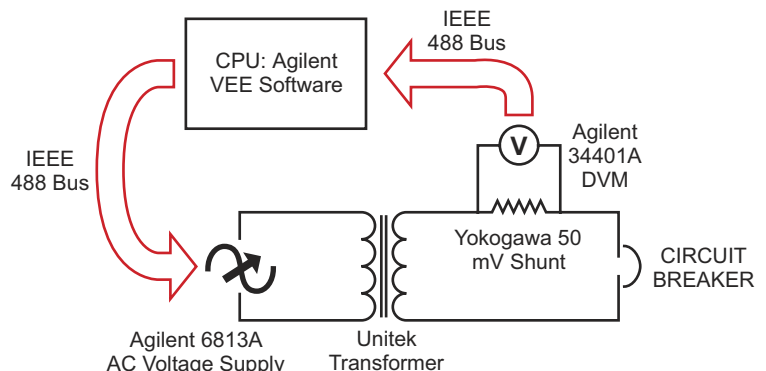 IEEE
488 Bus
CPU: Agilent
VEE Software
IEEE
488 Bus
V
Agilent
34401A
DVM
Yokogawa 50
mV Shunt
CIRCUIT
BREAKER
Agilent 6813A
AC Voltage Supply
Unitek
Transformer